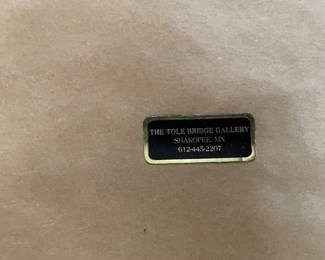 THE TOLE BRIDGE GALLERY
SHAKOPEE, MN
612-445-2207